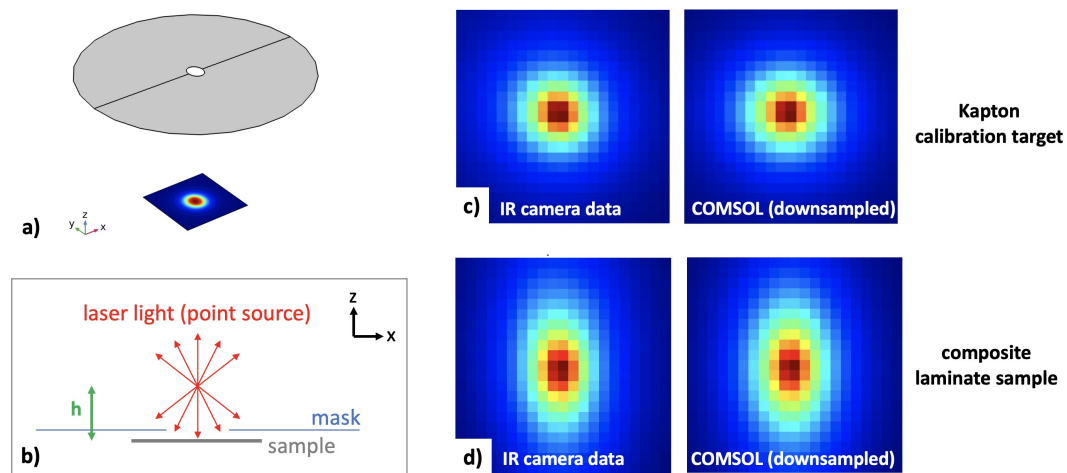 z
y
x
a)
laser light (point source)
z
x
h
mask
sample
b)
c)
IR camera data
COMSOL (downsampled)
Kapton
calibration target
d)
IR camera data
COMSOL (downsampled)
composite
laminate sample